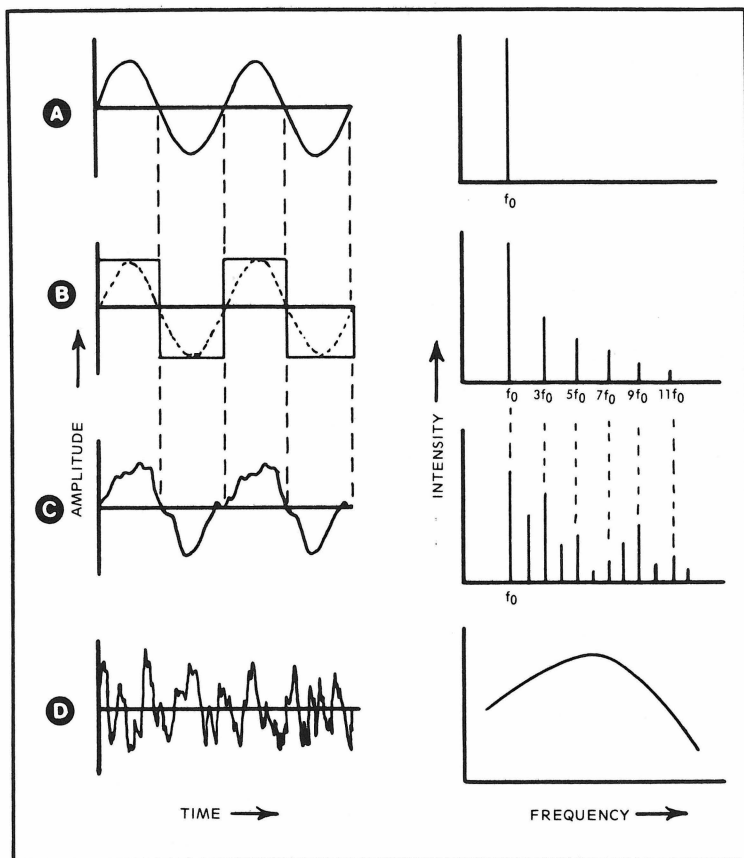 A
f₀
B
f₀ 3f₀ 5f₀ 7f₀ 9f₀ 11f₀
AMPLITUDE
INTENSITY
C
f₀
D
TIME
FREQUENCY